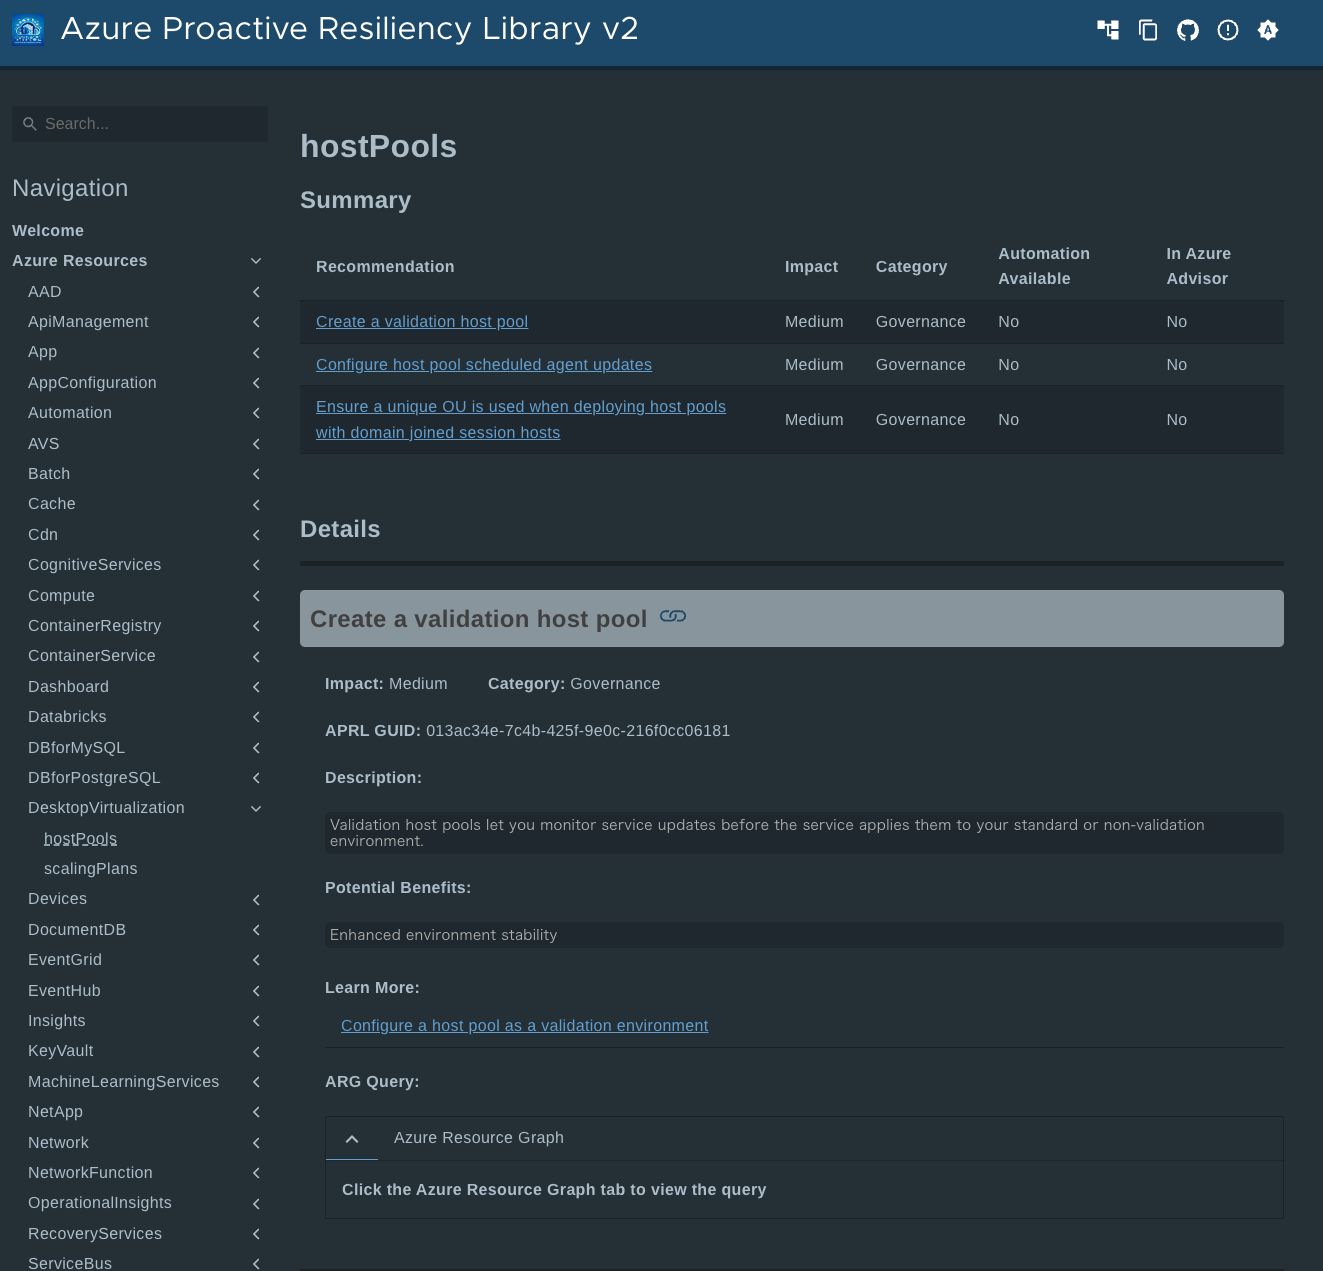 Azure Proactive Resiliency Library v2
Search...
Navigation
Welcome
Azure Resources
AAD
ApiManagement
App
AppConfiguration
Automation
AVS
Batch
Cache
Cdn
CognitiveServices
Compute
ContainerRegistry
ContainerService
Dashboard
Databricks
DBforMySQL
DBforPostgreSQL
DesktopVirtualization
hostPools
scalingPlans
Devices
DocumentDB
EventGrid
EventHub
Insights
KeyVault
MachineLearningServices
NetApp
Network
NetworkFunction
OperationalInsights
RecoveryServices
ServiceBus
hostPools
Summary
Recommendation Impact Category Automation Available In Azure Advisor
Create a validation host pool Medium Governance No No
Configure host pool scheduled agent updates Medium Governance No No
Ensure a unique OU is used when deploying host pools
with domain joined session hosts Medium Governance No No
Details
Create a validation host pool
Impact: Medium Category: Governance
APRL GUID: 013ac34e-7c4b-425f-9e0c-216f0cc06181
Description:
Validation host pools let you monitor service updates before the service applies them to your standard or non-validation
environment.
Potential Benefits:
Enhanced environment stability
Learn More:
Configure a host pool as a validation environment
ARG Query:
Azure Resource Graph
Click the Azure Resource Graph tab to view the query